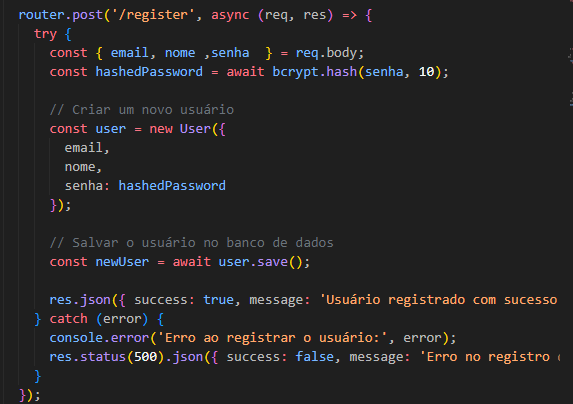 router.post('/register', async (req, res) => {
try {
const { email, nome ,senha } = req.body;
const hashedPassword = await bcrypt.hash(senha, 10);
// Criar um novo usuário
const user = new User({
email,
nome,
senha: hashedPassword
});
// Salvar o usuário no banco de dados
const newUser = await user.save();
res.json({ success: true, message: 'Usuário registrado com sucesso
} catch (error) {
console.error('Erro ao registrar o usuário:', error);
res.status(500).json({ success: false, message: 'Erro no registro
}
});